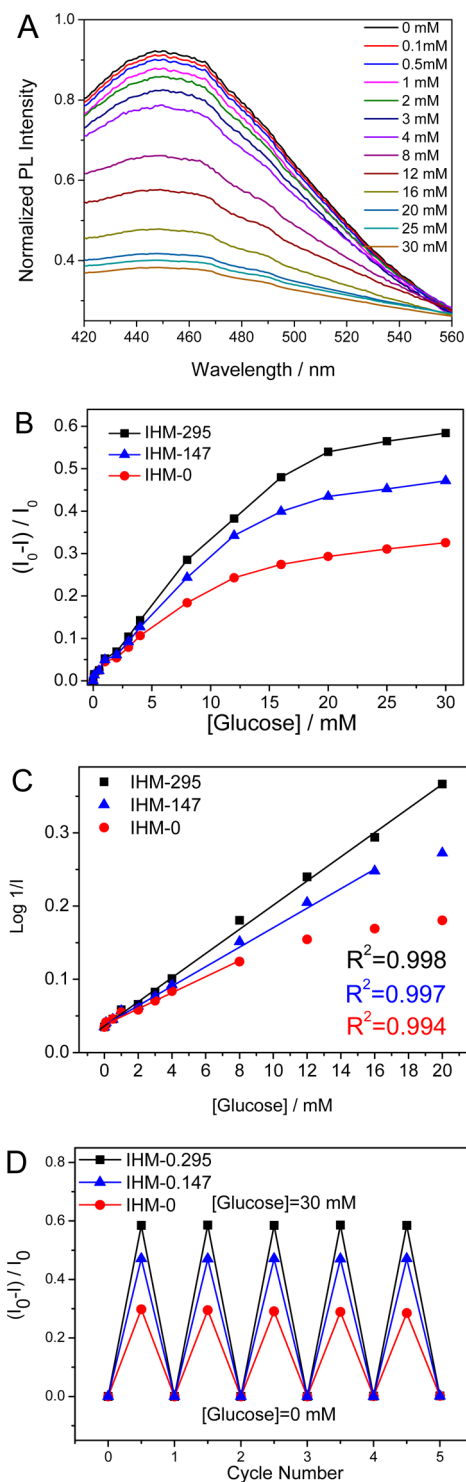 A
Normalized PL Intensity
1.0
0.8
0.6
0.4
0 mM
0.1mM
0.5mM
1 mM
2 mM
3 mM
4 mM
8 mM
12 mM
16 mM
20 mM
25 mM
30 mM
420 440 460 480 500 520 540 560
Wavelength / nm
B
(I₀-I) / I₀
0.6
0.5
0.4
0.3
0.2
0.1
0.0
IHM-295
IHM-147
IHM-0
0 5 10 15 20 25 30
[Glucose] / mM
C
Log 1/I
0.3
0.2
0.1
0.0
IHM-295
IHM-147
IHM-0
R²=0.998
R²=0.997
R²=0.994
0 2 4 6 8 10 12 14 16 18 20
[Glucose] / mM
D
(I₀-I) / I₀
0.8
0.6
0.4
0.2
0.0
IHM-0.295
IHM-0.147
IHM-0
[Glucose]=30 mM
[Glucose]=0 mM
0 1 2 3 4 5
Cycle Number